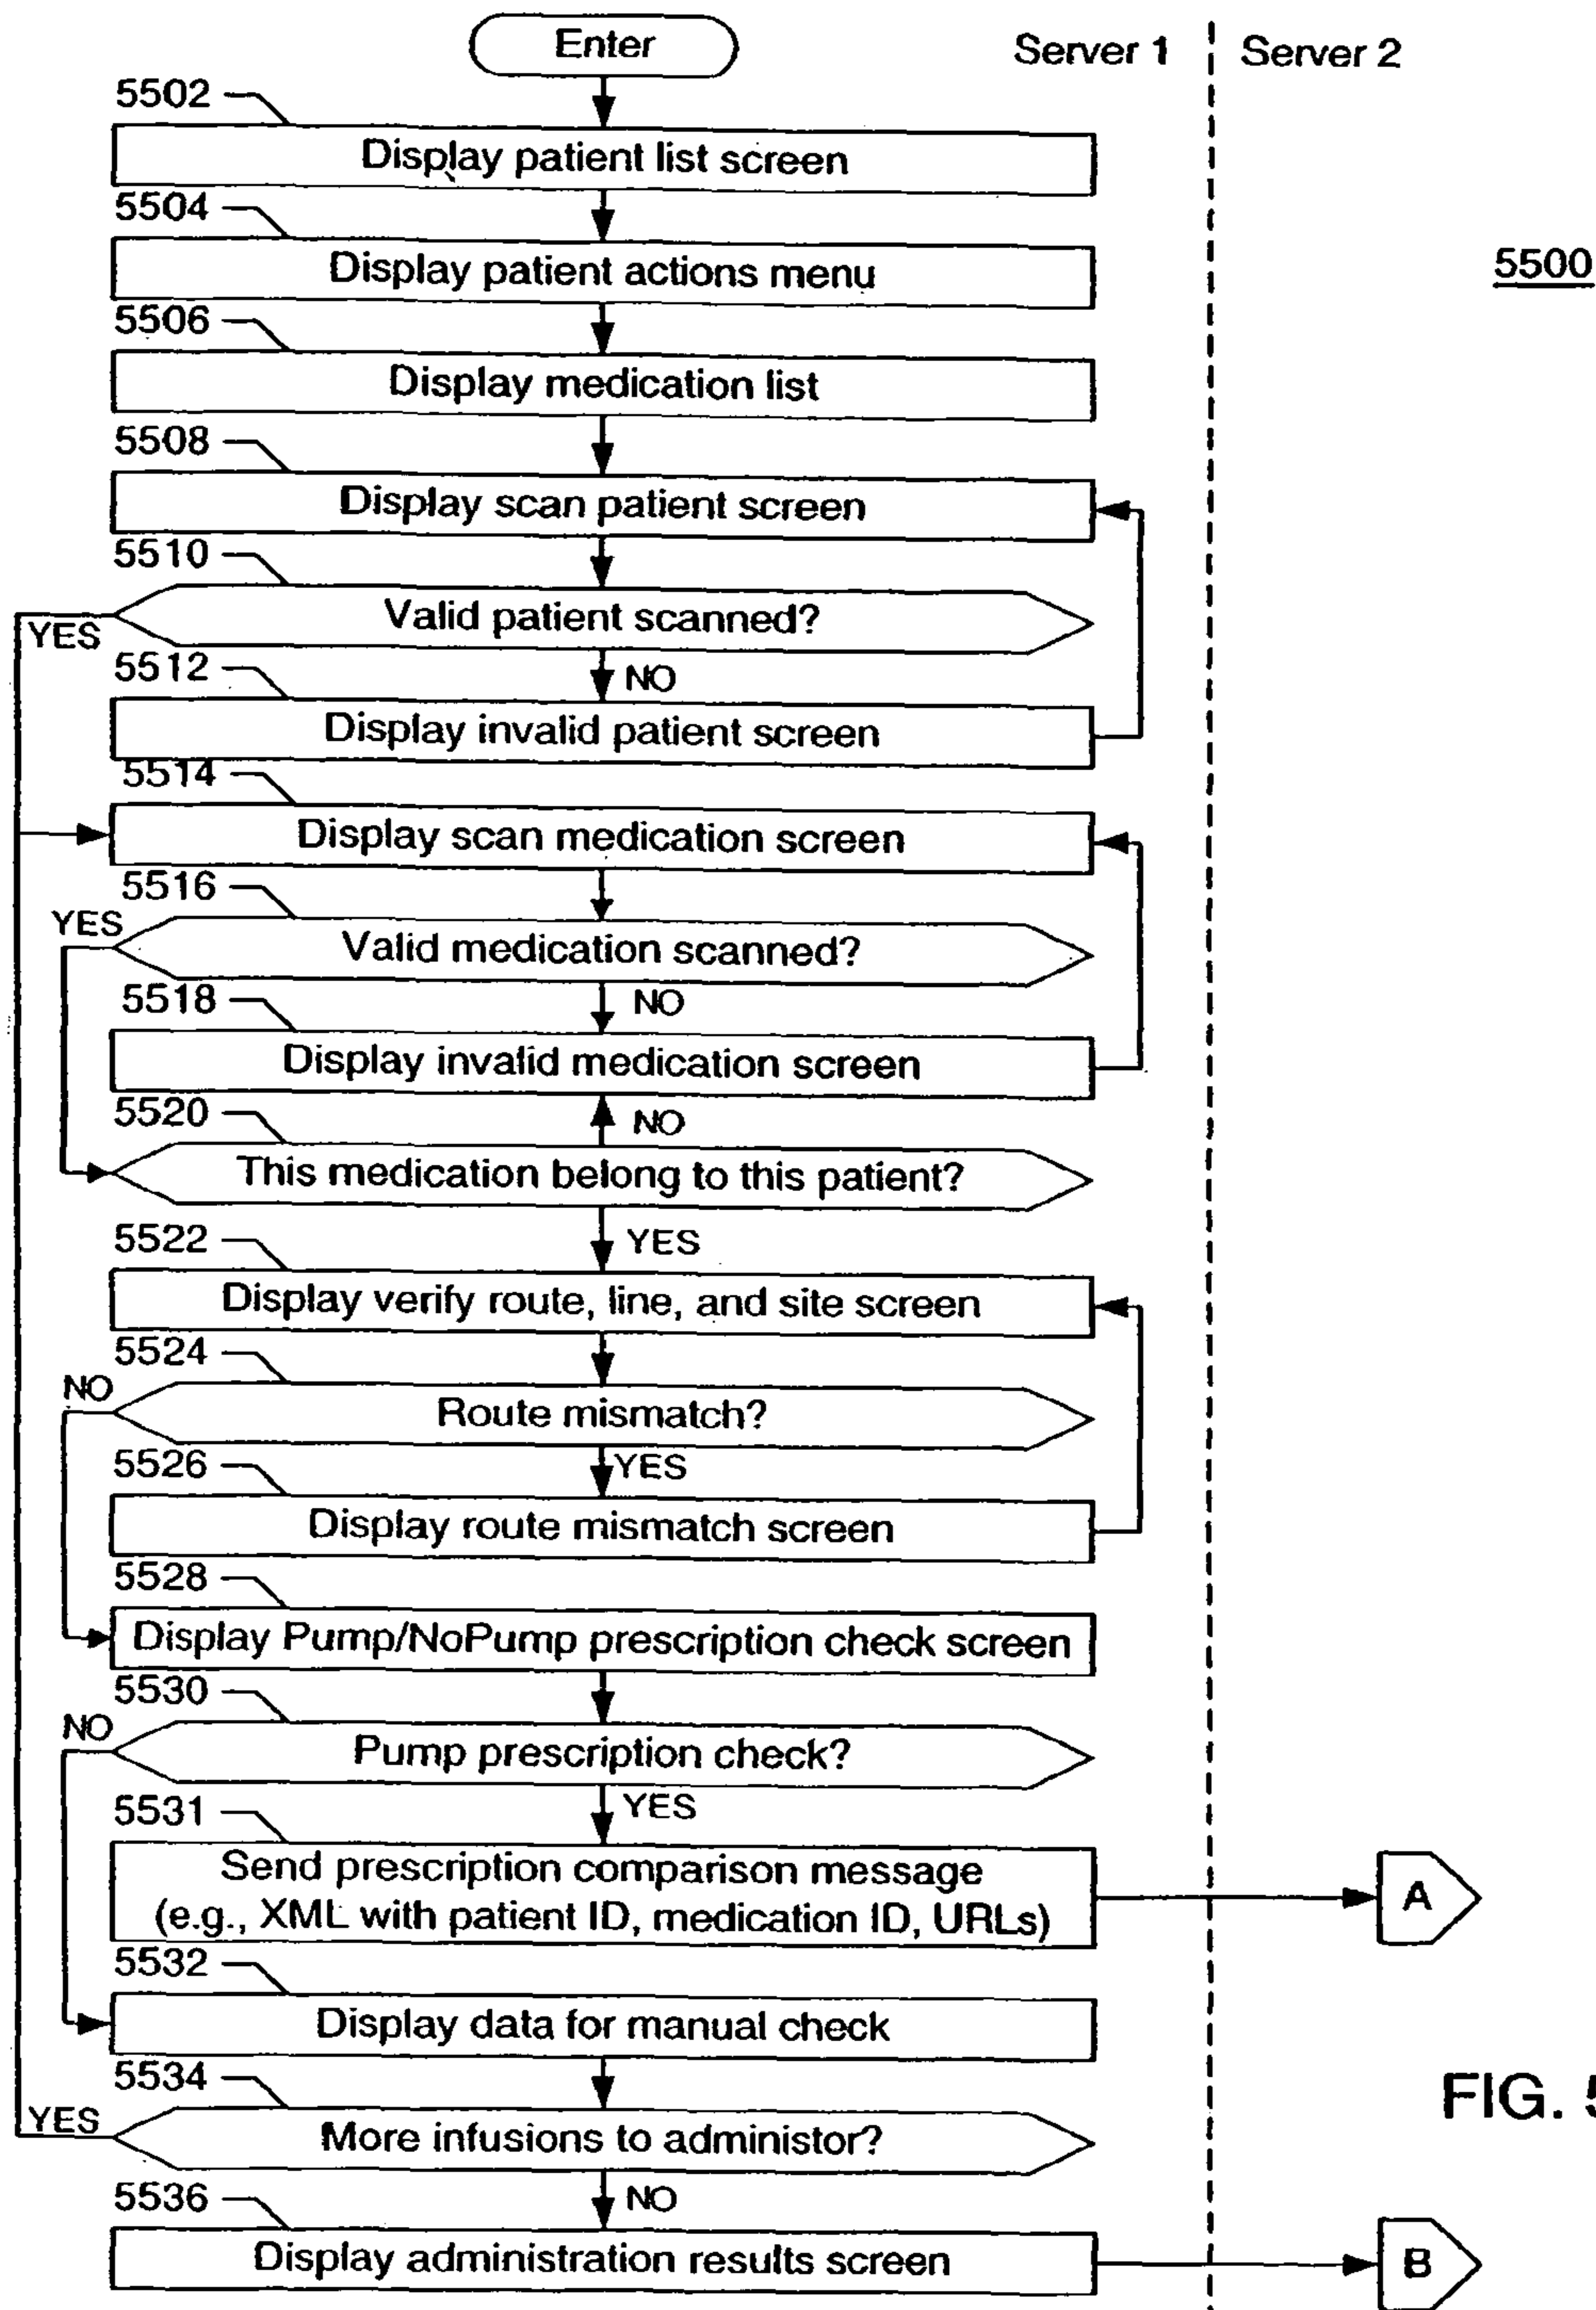 Enter
Server 1
Server 2
5502
Display patient list screen
5504
Display patient actions menu
5500
5506
Display medication list
5508
Display scan patient screen
5510
Valid patient scanned?
YES
5512
NO
Display invalid patient screen
5514
Display scan medication screen
5516
YES
Valid medication scanned?
5518
NO
Display invalid medication screen
5520
NO
This medication belong to this patient?
5522
YES
Display verify route, line, and site screen
5524
NO
Route mismatch?
5526
YES
Display route mismatch screen
5528
Display Pump/NoPump prescription check screen
5530
NO
Pump prescription check?
5531
YES
Send prescription comparison message
(e.g., XML with patient ID, medication ID, URLs)
A
5532
Display data for manual check
5534
FIG. 5
YES
More infusions to administor?
5536
NO
Display administration results screen
B